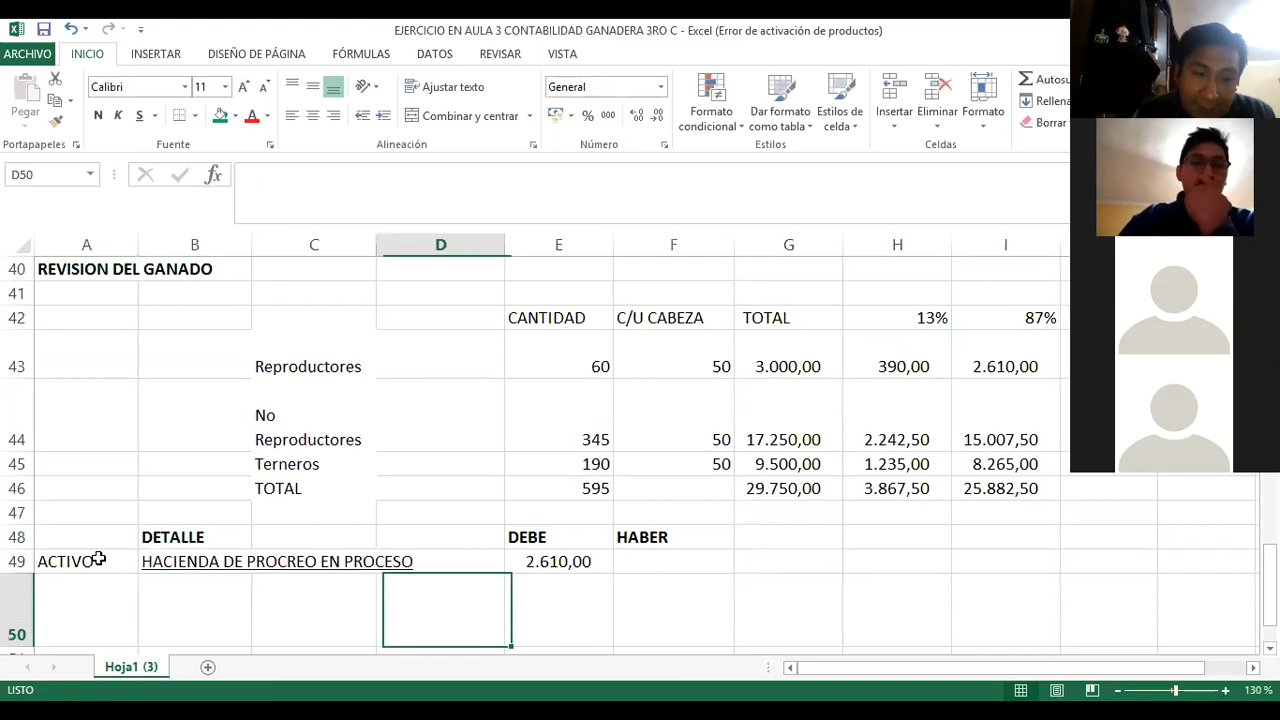 EJERCICIO EN AULA 3 CONTABILIDAD GANADERA 3RO C - Excel (Error de activación de productos)
ARCHIVO INICIO INSERTAR DISEÑO DE PÁGINA FÓRMULAS DATOS REVISAR VISTA
Calibri 11 Ajustar texto General Autosu
Pegar N K S Combinar y centrar % 000 Formato condicional Dar formato como tabla Estilos de celda Insertar Eliminar Formato Rellena
Borrar
Portapapeles Fuente Alineación Número Estilos Celdas
D50 fx
A B C D E F G H I
40 REVISION DEL GANADO
41
42 CANTIDAD C/U CABEZA TOTAL 13% 87%
43 Reproductores 60 50 3.000,00 390,00 2.610,00
No
44 Reproductores 345 50 17.250,00 2.242,50 15.007,50
45 Terneros 190 50 9.500,00 1.235,00 8.265,00
46 TOTAL 595 29.750,00 3.867,50 25.882,50
47
48 DETALLE DEBE HABER
49 ACTIVO HACIENDA DE PROCREO EN PROCESO 2.610,00
50
Hoja1 (3)
LISTO 130 %